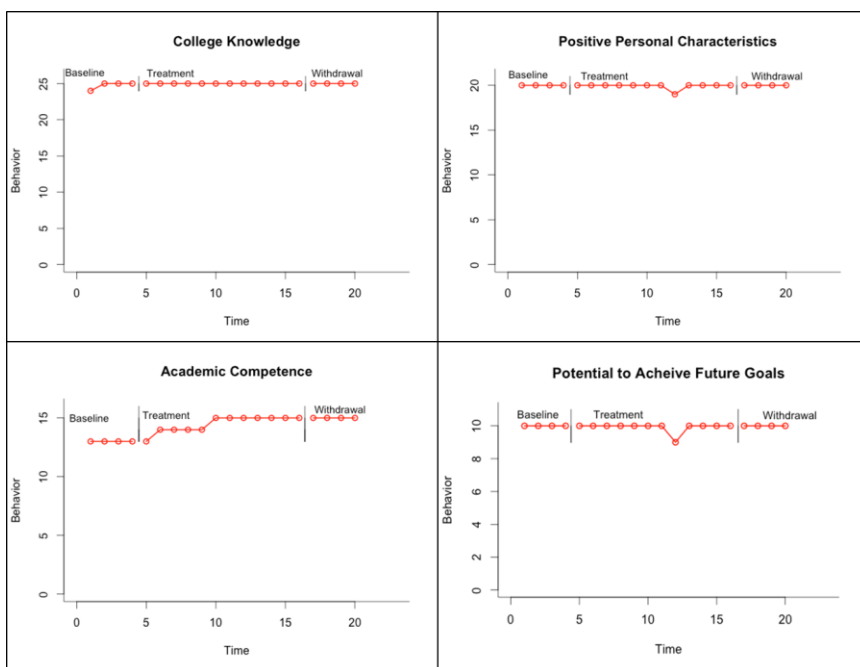 College Knowledge
Baseline Treatment Withdrawal
25
20
15
10
5
0
Behavior
0 5 10 15 20
Time
Positive Personal Characteristics
Baseline Treatment Withdrawal
20
15
10
5
0
Behavior
0 5 10 15 20
Time
Academic Competence
Baseline Treatment Withdrawal
15
10
5
0
Behavior
0 5 10 15 20
Time
Potential to Acheive Future Goals
Baseline Treatment Withdrawal
10
8
6
4
2
0
Behavior
0 5 10 15 20
Time